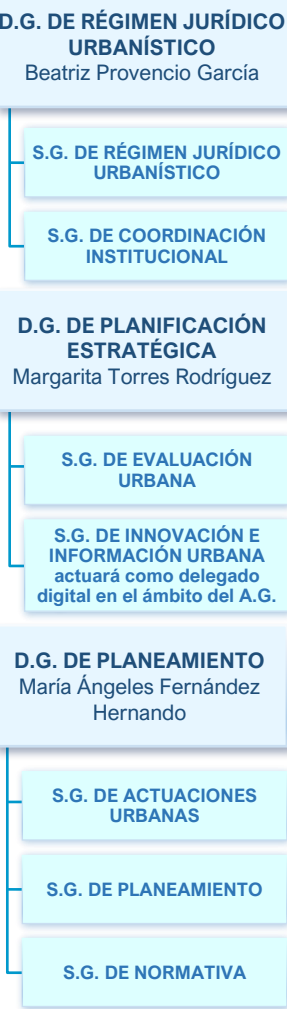 D.G. DE RÉGIMEN JURÍDICO
URBANÍSTICO
Beatriz Provencio García
S.G. DE RÉGIMEN JURÍDICO
URBANÍSTICO
S.G. DE COORDINACIÓN
INSTITUCIONAL
D.G. DE PLANIFICACIÓN
ESTRATÉGICA
Margarita Torres Rodríguez
S.G. DE EVALUACIÓN
URBANA
S.G. DE INNOVACIÓN E
INFORMACIÓN URBANA
actuará como delegado
digital en el ámbito del A.G.
D.G. DE PLANEAMIENTO
María Ángeles Fernández
Hernando
S.G. DE ACTUACIONES
URBANAS
S.G. DE PLANEAMIENTO
S.G. DE NORMATIVA